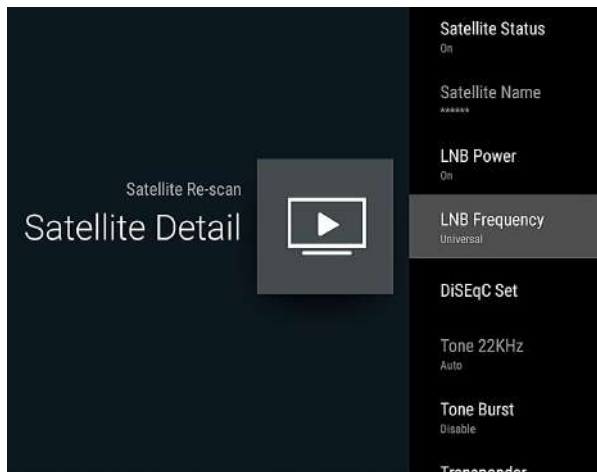 Satellite Re-scan
Satellite Detail
Satellite Status
On
Satellite Name
******
LNB Power
On
LNB Frequency
Universal
DiSEqC Set
Tone 22KHz
Auto
Tone Burst
Disable
Transponder